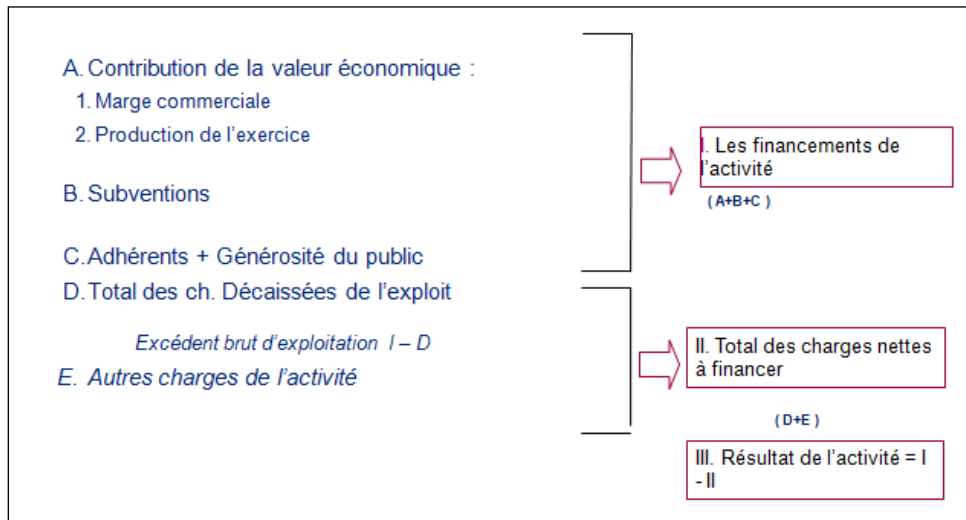 A. Contribution de la valeur économique :
1. Marge commerciale
2. Production de l'exercice
B. Subventions
C. Adhérents + Générosité du public
D. Total des ch. Décaissées de l'exploit
Excédent brut d'exploitation I – D
E. Autres charges de l'activité
I. Les financements de
l'activité
( A+B+C )
II. Total des charges nettes
à financer
( D+E )
III. Résultat de l'activité = I
- II